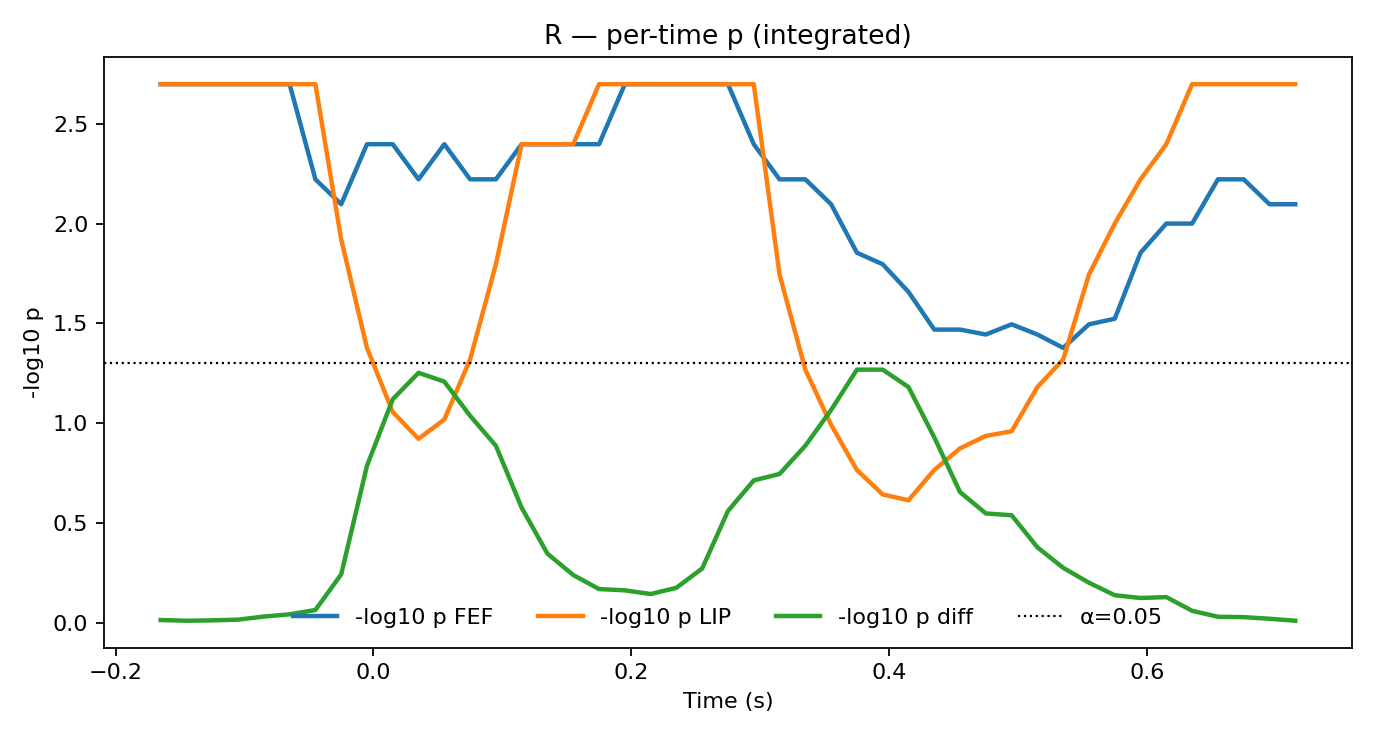 R — per-time p (integrated)
-log10 p
2.5
2.0
1.5
1.0
0.5
0.0
-log10 p FEF -log10 p LIP -log10 p diff α=0.05
−0.2 0.0 0.2 0.4 0.6
Time (s)